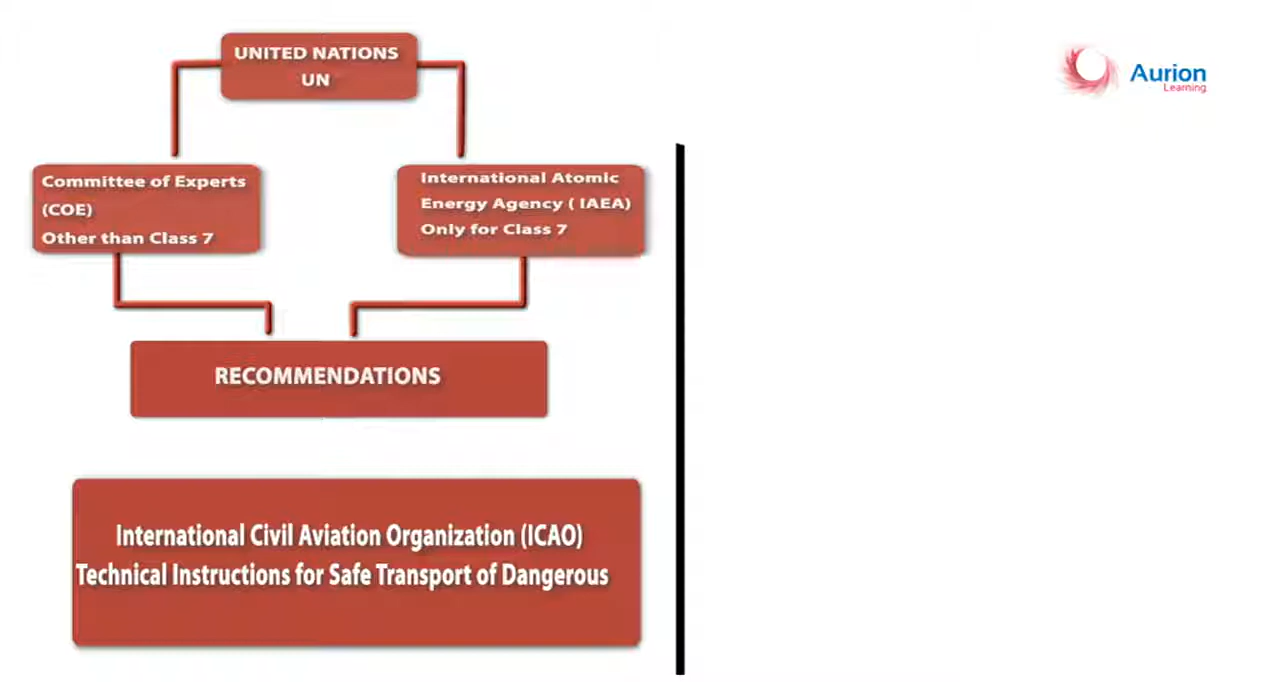 UNITED NATIONS
UN
Aurion
Learning
Committee of Experts
(COE)
Other than Class 7
International Atomic
Energy Agency ( IAEA)
Only for Class 7
RECOMMENDATIONS
International Civil Aviation Organization (ICAO)
Technical Instructions for Safe Transport of Dangerous